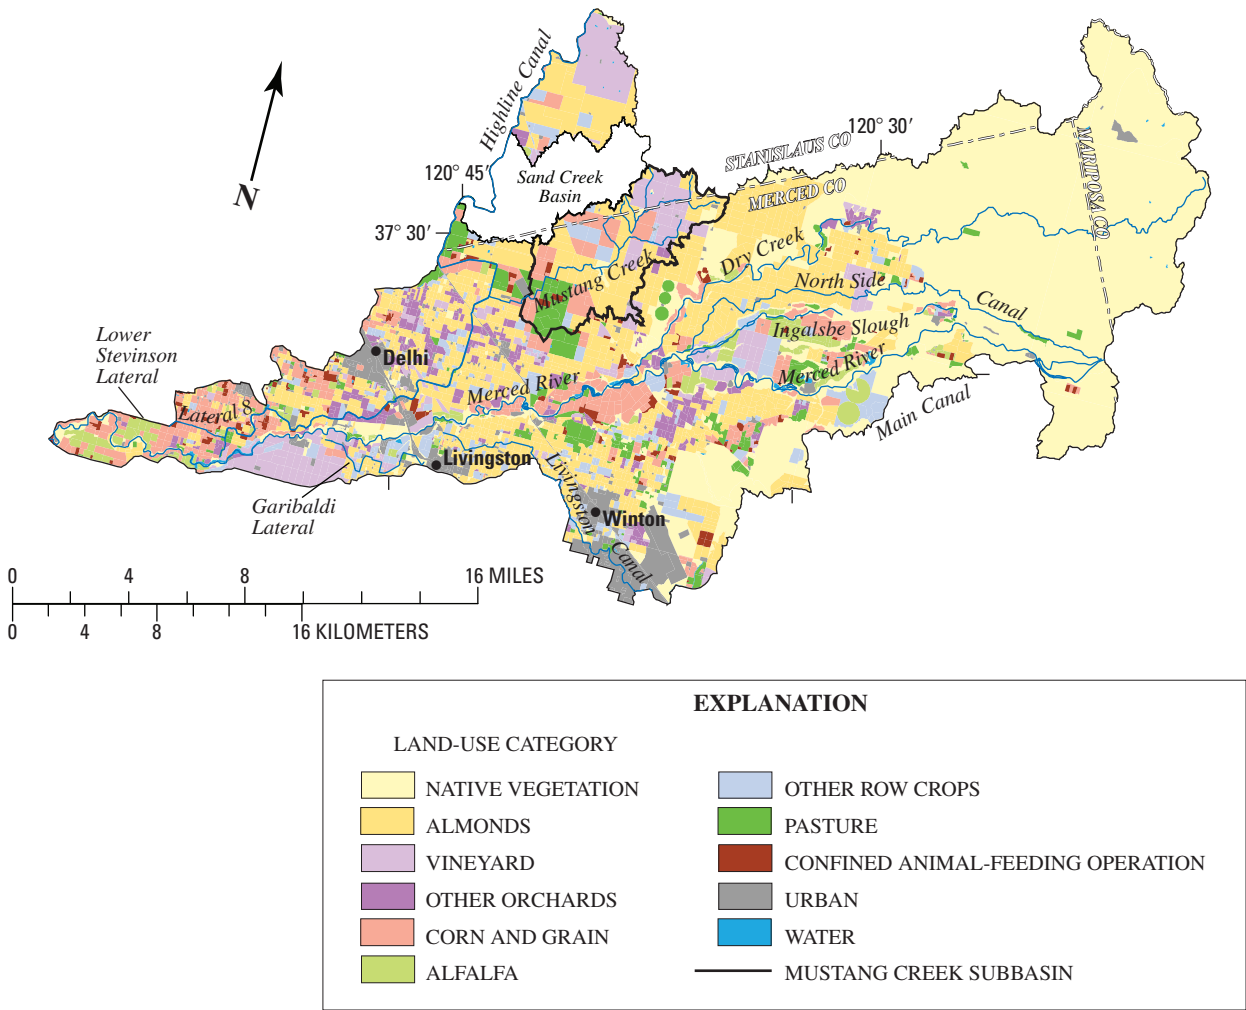 Highline Canal
120° 30′
STANISLAUS CO
MERCED CO
MARIPOSA CO
120° 45′
Sand Creek
Basin
N
37° 30′
Dry Creek
Mustang Creek
North Side
Canal
Ingalsbe Slough
Merced River
Lower
Stevinson
Lateral
Delhi
Merced River
Main Canal
Lateral 8
Livingston
Garibaldi
Lateral
Livingston Canal
Winton
0 4 8 16 MILES
0 4 8 16 KILOMETERS
EXPLANATION
LAND-USE CATEGORY
NATIVE VEGETATION
ALMONDS
VINEYARD
OTHER ORCHARDS
CORN AND GRAIN
ALFALFA
OTHER ROW CROPS
PASTURE
CONFINED ANIMAL-FEEDING OPERATION
URBAN
WATER
MUSTANG CREEK SUBBASIN